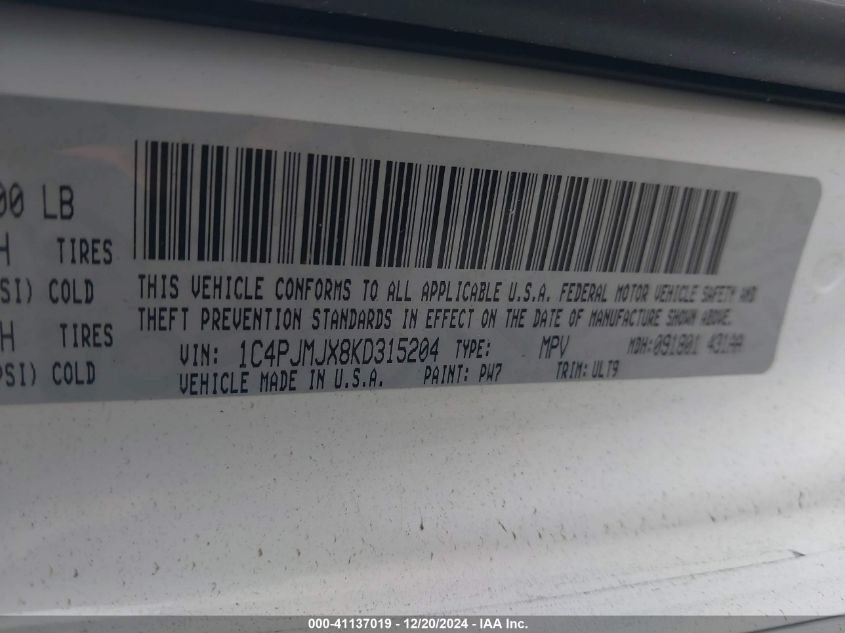 00 LB
H TIRES
SI) COLD
H TIRES
PSI) COLD
THIS VEHICLE CONFORMS TO ALL APPLICABLE U.S.A. FEDERAL MOTOR VEHICLE SAFETY AND
THEFT PREVENTION STANDARDS IN EFFECT ON THE DATE OF MANUFACTURE SHOWN ABOVE.
VIN: 1C4PJMJX8KD315204 TYPE: MPV MDH:091801 431AA
VEHICLE MADE IN U.S.A. PAINT: PW7 TRIM: ULT9
000-41137019 - 12/20/2024 - IAA Inc.